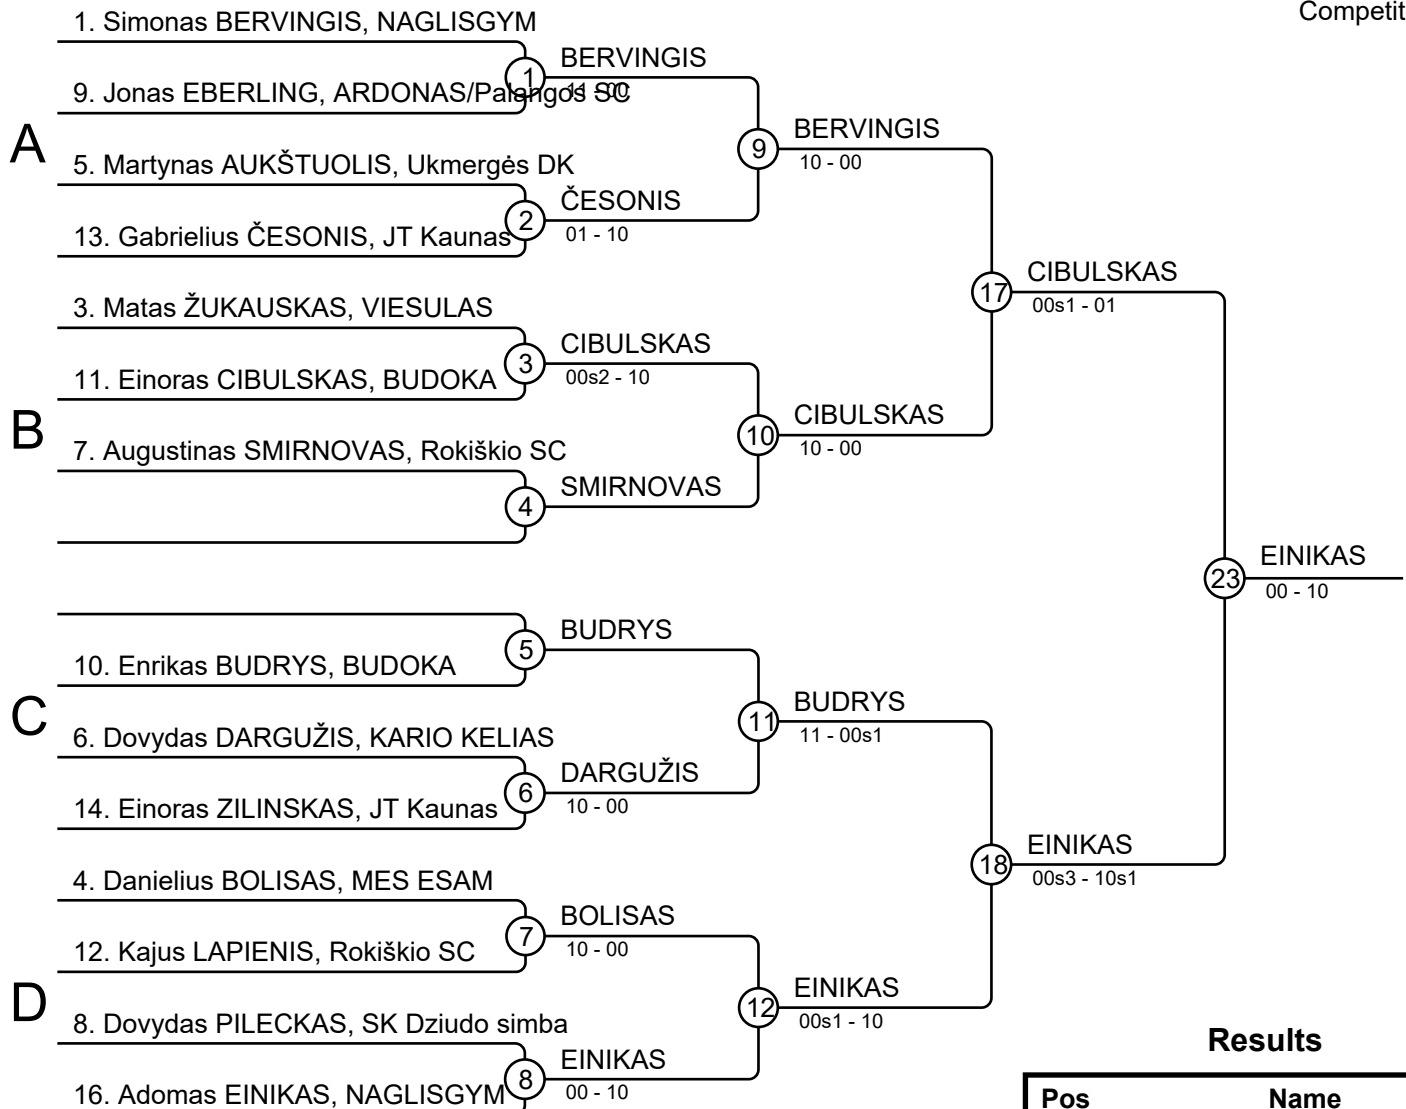 Competit
1. Simonas BERVINGIS, NAGLISGYM
BERVINGIS
1
9. Jonas EBERLING, ARDONAS/Palangos SC
A
BERVINGIS
9
10 - 00
5. Martynas AUKŠTUOLIS, Ukmergės DK
ČESONIS
2
01 - 10
13. Gabrielius ČESONIS, JT Kaunas
CIBULSKAS
17
00s1 - 01
3. Matas ŽUKAUSKAS, VIESULAS
CIBULSKAS
3
00s2 - 10
11. Einoras CIBULSKAS, BUDOKA
B
CIBULSKAS
10
10 - 00
7. Augustinas SMIRNOVAS, Rokiškio SC
SMIRNOVAS
4
EINIKAS
23
00 - 10
BUDRYS
5
10. Enrikas BUDRYS, BUDOKA
C
BUDRYS
11
11 - 00s1
6. Dovydas DARGUŽIS, KARIO KELIAS
DARGUŽIS
6
10 - 00
14. Einoras ZILINSKAS, JT Kaunas
EINIKAS
18
00s3 - 10s1
4. Danielius BOLISAS, MES ESAM
BOLISAS
7
10 - 00
12. Kajus LAPIENIS, Rokiškio SC
D
EINIKAS
12
00s1 - 10
8. Dovydas PILECKAS, SK Dziudo simba
EINIKAS
8
00 - 10
16. Adomas EINIKAS, NAGLISGYM
Results
Pos Name